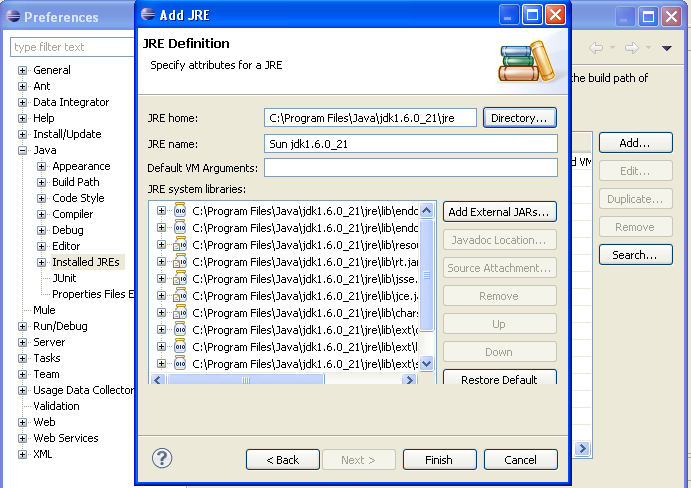 Preferences
type filter text
General
Ant
Data Integrator
Help
Install/Update
Java
Appearance
Build Path
Code Style
Compiler
Debug
Editor
Installed JREs
JUnit
Properties Files E
Mule
Run/Debug
Server
Tasks
Team
Usage Data Collector
Validation
Web
Web Services
XML
Add JRE
JRE Definition
Specify attributes for a JRE
JRE home:
C:\Program Files\Java\jdk1.6.0_21\jre
Directory...
JRE name:
Sun jdk1.6.0_21
Default VM Arguments:
JRE system libraries:
C:\Program Files\Java\jdk1.6.0_21\jre\lib\endo
C:\Program Files\Java\jdk1.6.0_21\jre\lib\endo
C:\Program Files\Java\jdk1.6.0_21\jre\lib\resou
C:\Program Files\Java\jdk1.6.0_21\jre\lib\rt.jar
C:\Program Files\Java\jdk1.6.0_21\jre\lib\jsse.
C:\Program Files\Java\jdk1.6.0_21\jre\lib\jce.ja
C:\Program Files\Java\jdk1.6.0_21\jre\lib\chars
C:\Program Files\Java\jdk1.6.0_21\jre\lib\ext\d
C:\Program Files\Java\jdk1.6.0_21\jre\lib\ext\l
C:\Program Files\Java\jdk1.6.0_21\jre\lib\ext\s
Add External JARs...
Javadoc Location...
Source Attachment...
Remove
Up
Down
Restore Default
?
< Back
Next >
Finish
Cancel
the build path of
d VM
Add...
Edit...
Duplicate...
Remove
Search...